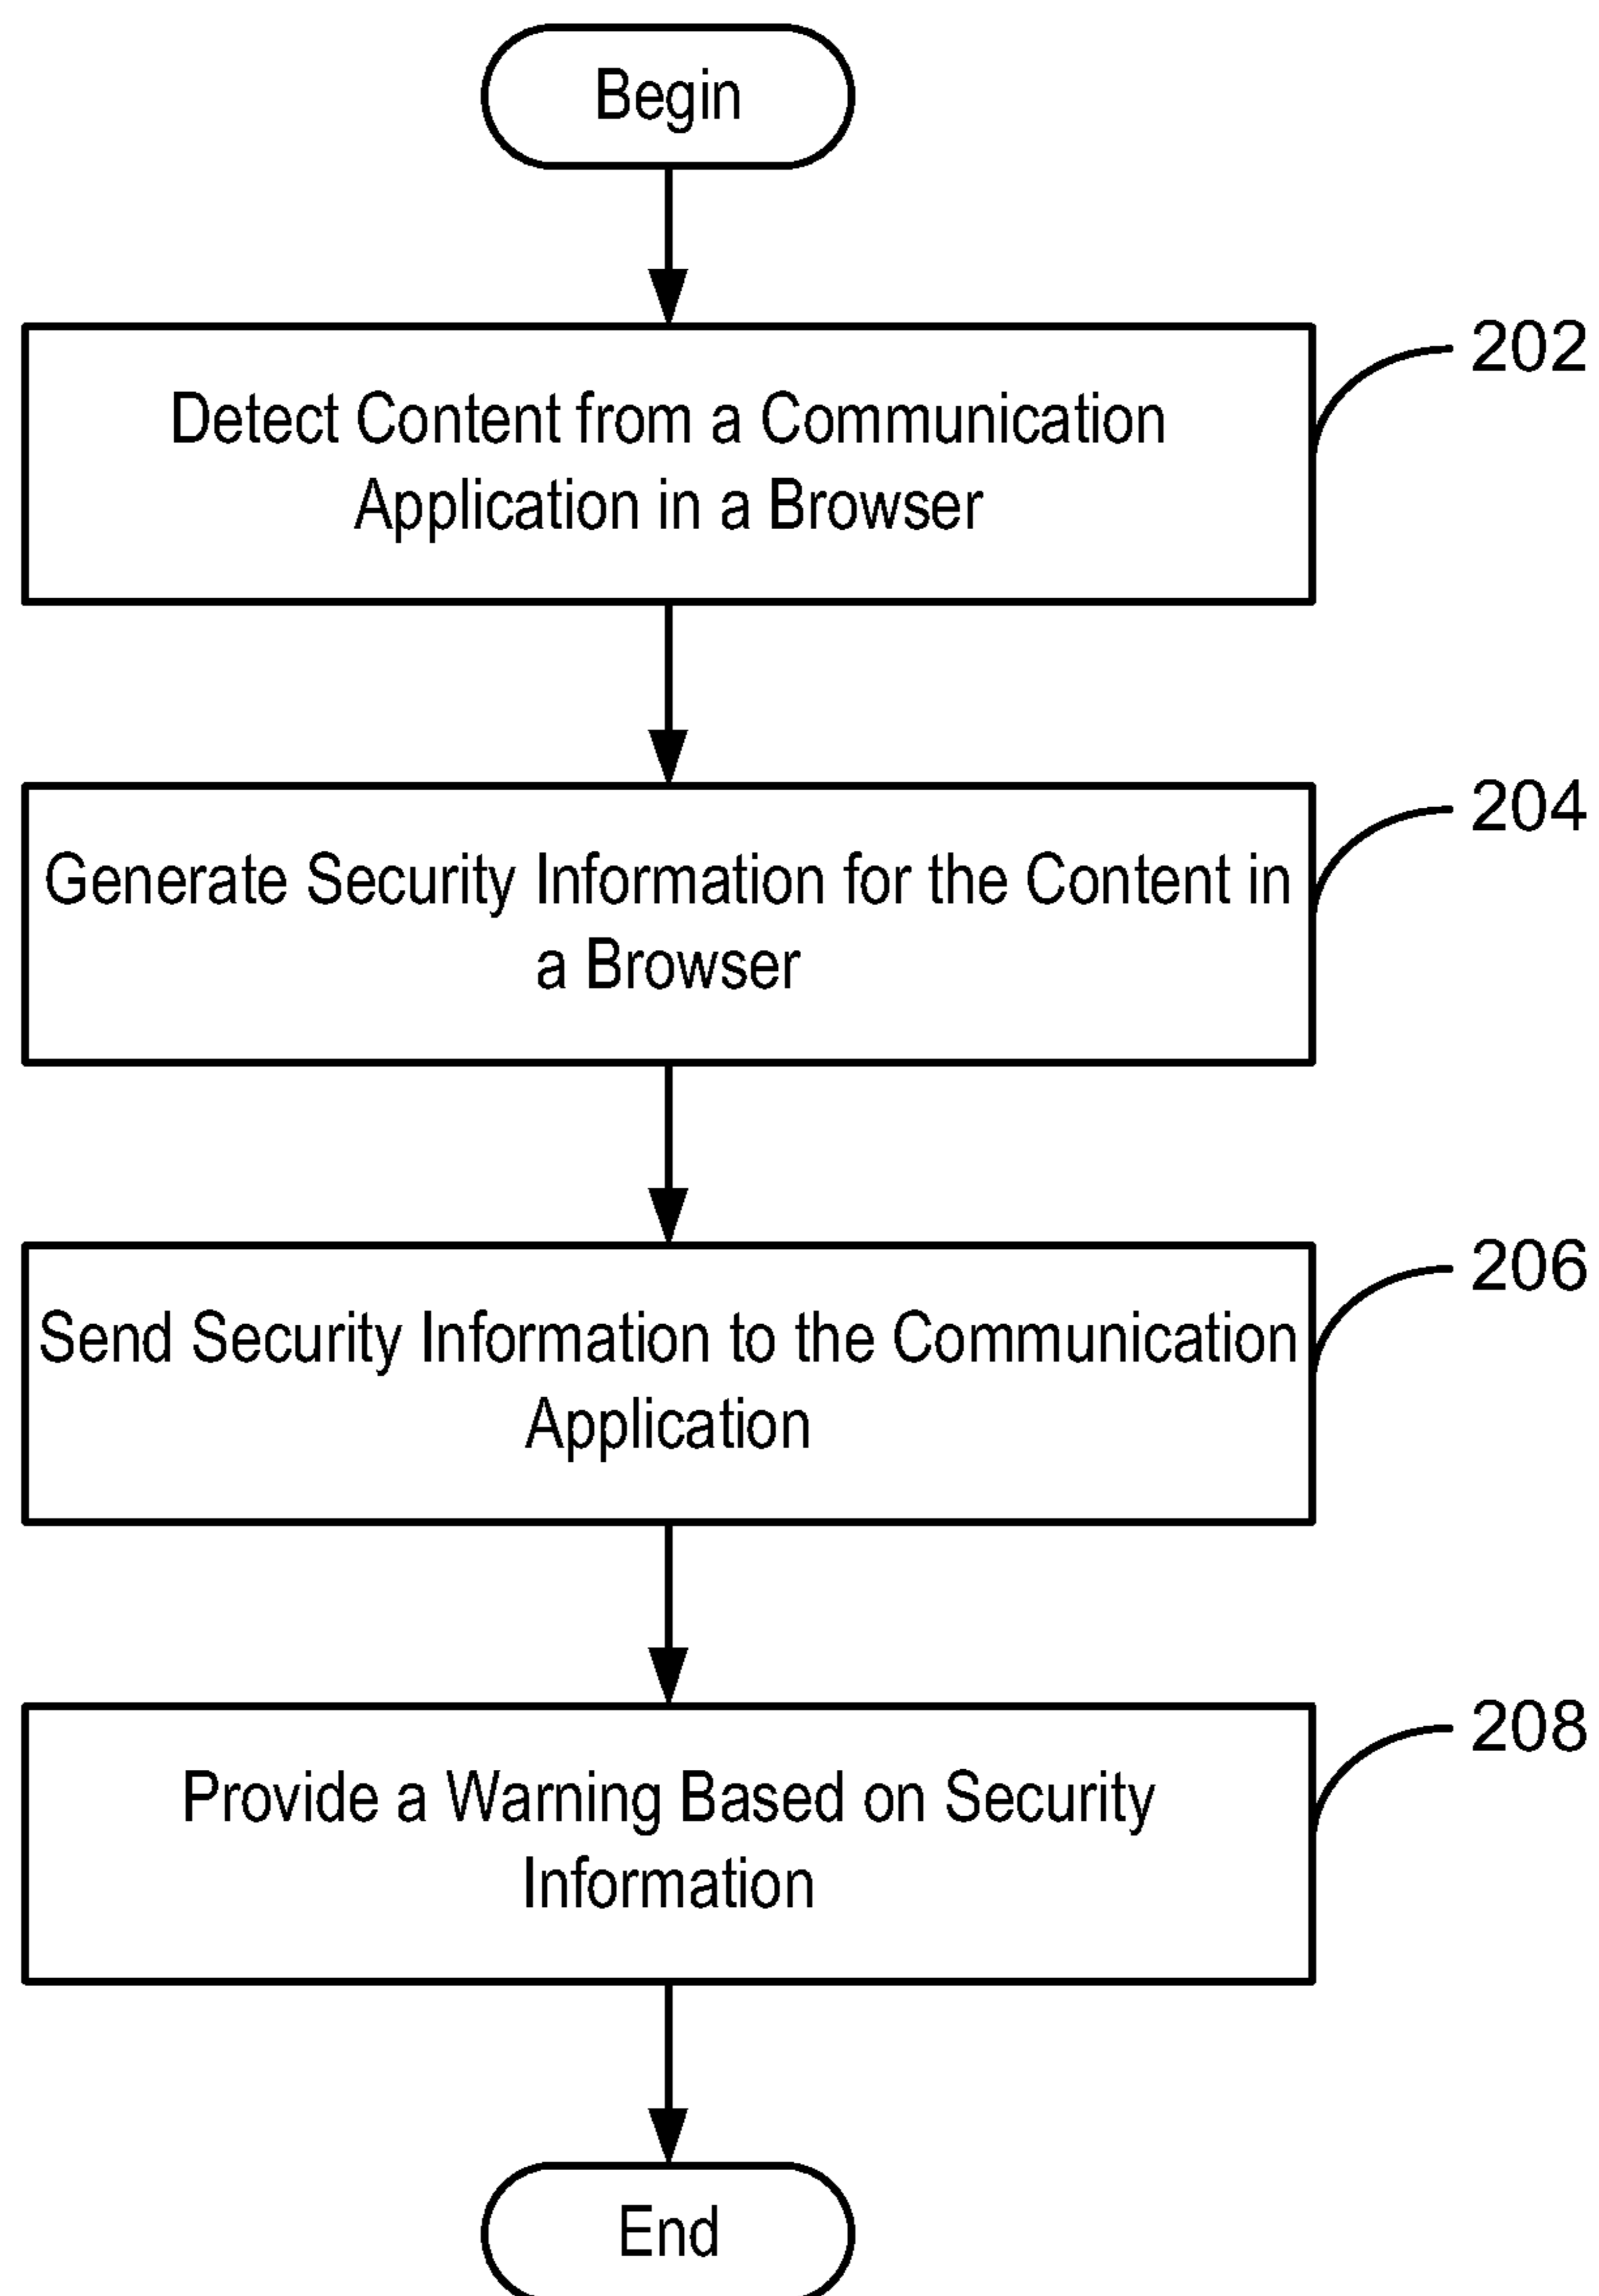 Begin
202
Detect Content from a Communication
Application in a Browser
204
Generate Security Information for the Content in
a Browser
206
Send Security Information to the Communication
Application
208
Provide a Warning Based on Security
Information
End